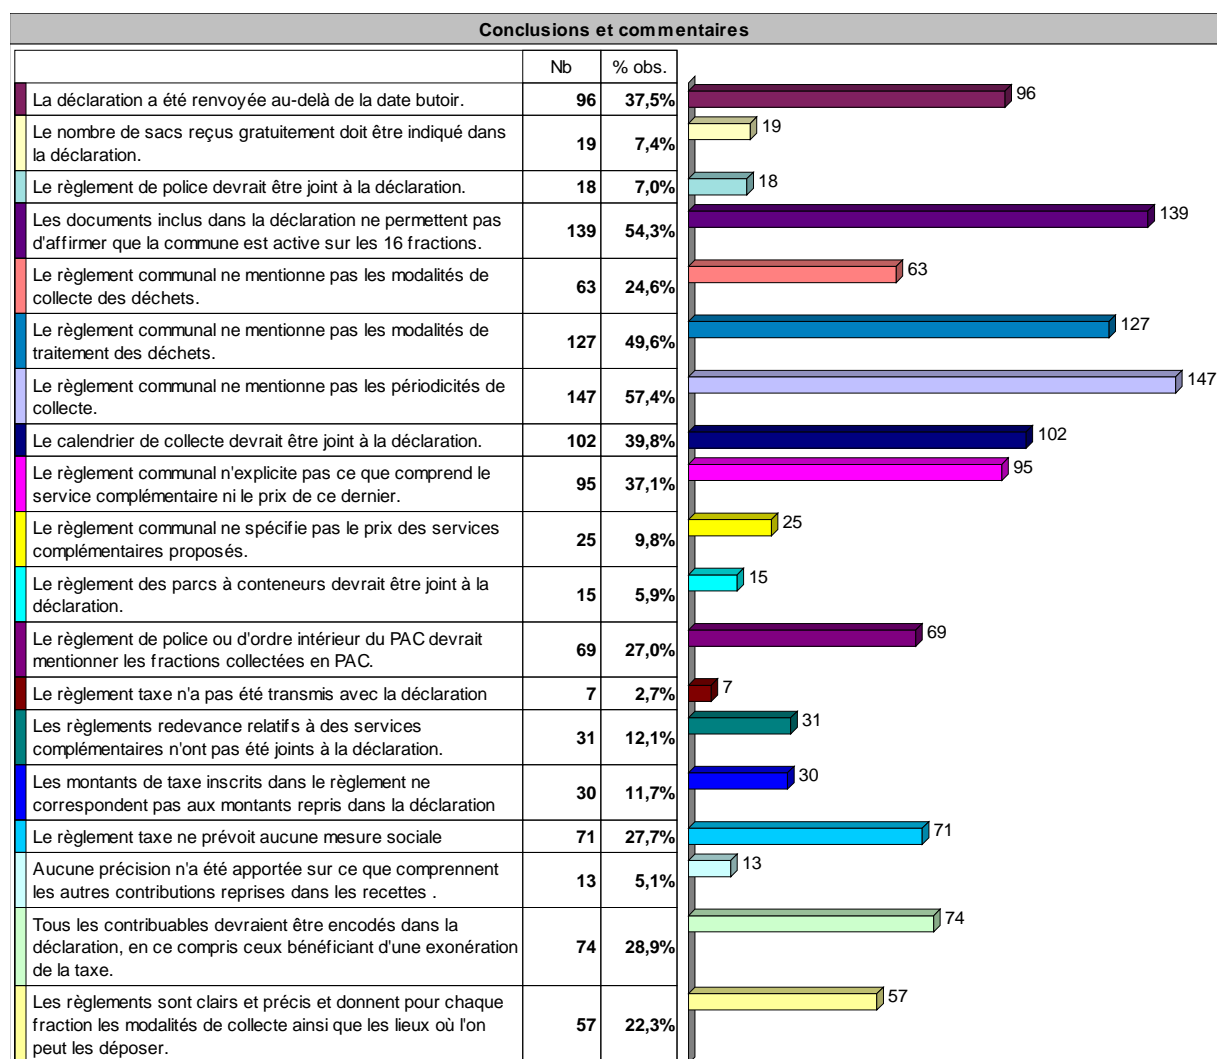 Conclusions et commentaires
Nb % obs.
La déclaration a été renvoyée au-delà de la date butoir. 96 37,5% 96
Le nombre de sacs reçus gratuitement doit être indiqué dans
la déclaration. 19 7,4% 19
Le règlement de police devrait être joint à la déclaration. 18 7,0% 18
Les documents inclus dans la déclaration ne permettent pas
d'affirmer que la commune est active sur les 16 fractions. 139 54,3% 139
Le règlement communal ne mentionne pas les modalités de
collecte des déchets. 63 24,6% 63
Le règlement communal ne mentionne pas les modalités de
traitement des déchets. 127 49,6% 127
Le règlement communal ne mentionne pas les périodicités de
collecte. 147 57,4% 147
Le calendrier de collecte devrait être joint à la déclaration. 102 39,8% 102
Le règlement communal n'explicite pas ce que comprend le
service complémentaire ni le prix de ce dernier. 95 37,1% 95
Le règlement communal ne spécifie pas le prix des services
complémentaires proposés. 25 9,8% 25
Le règlement des parcs à conteneurs devrait être joint à la
déclaration. 15 5,9% 15
Le règlement de police ou d'ordre intérieur du PAC devrait
mentionner les fractions collectées en PAC. 69 27,0% 69
Le règlement taxe n'a pas été transmis avec la déclaration 7 2,7% 7
Les règlements redevance relatifs à des services
complémentaires n'ont pas été joints à la déclaration. 31 12,1% 31
Les montants de taxe inscrits dans le règlement ne
correspondent pas aux montants repris dans la déclaration 30 11,7% 30
Le règlement taxe ne prévoit aucune mesure sociale 71 27,7% 71
Aucune précision n'a été apportée sur ce que comprennent
les autres contributions reprises dans les recettes . 13 5,1% 13
Tous les contribuables devraient être encodés dans la
déclaration, en ce compris ceux bénéficiant d'une exonération
de la taxe. 74 28,9% 74
Les règlements sont clairs et précis et donnent pour chaque
fraction les modalités de collecte ainsi que les lieux où l'on
peut les déposer. 57 22,3% 57